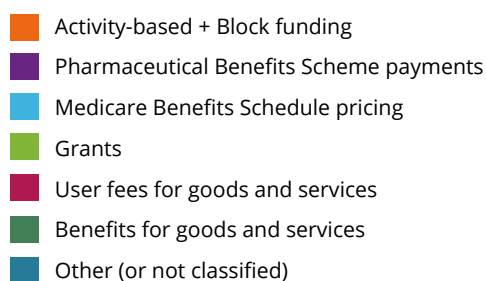 Activity-based + Block funding
Pharmaceutical Benefits Scheme payments
Medicare Benefits Schedule pricing
Grants
User fees for goods and services
Benefits for goods and services
Other (or not classified)